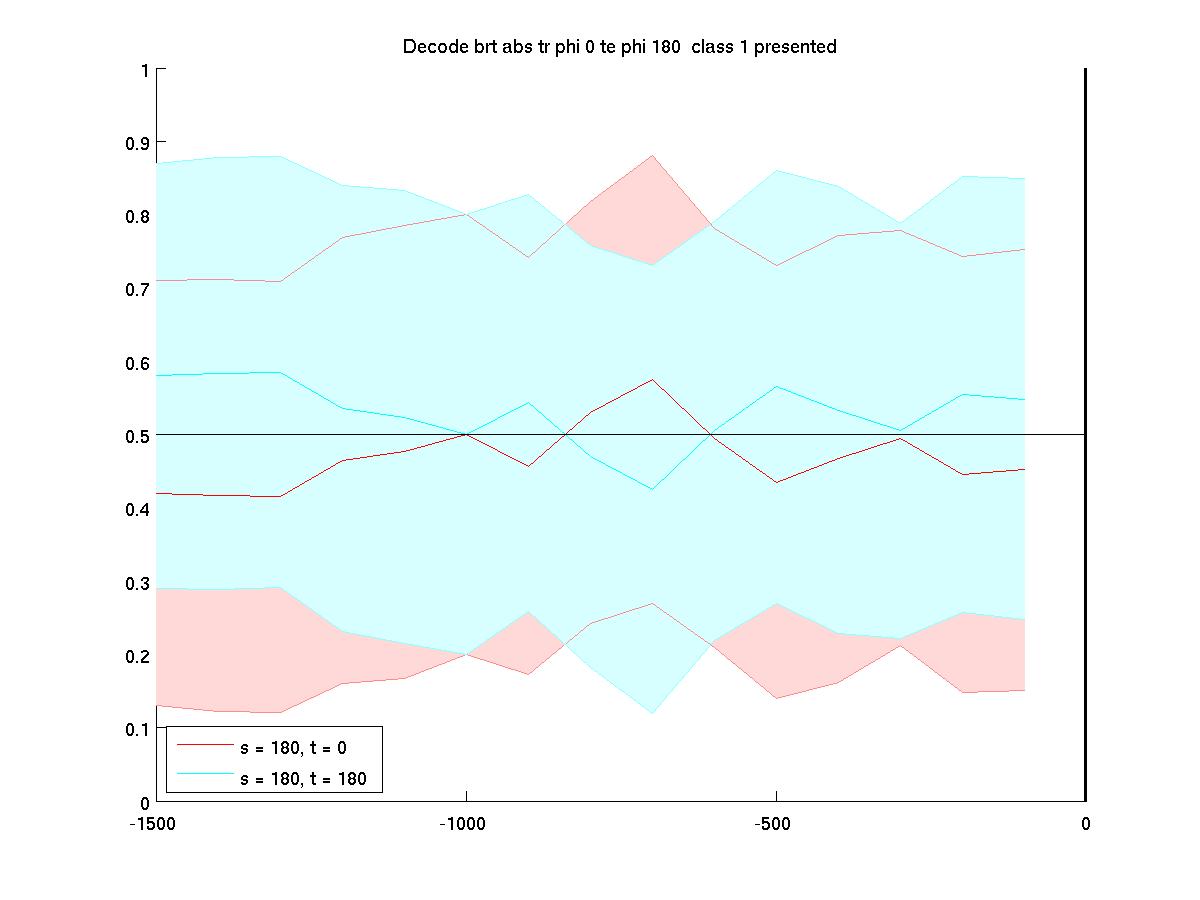 Decode brt abs tr phi 0 te phi 180 class 1 presented
1
0.9
0.8
0.7
0.6
0.5
0.4
0.3
0.2
0.1
0
s = 180, t = 0
s = 180, t = 180
-1500 -1000 -500 0